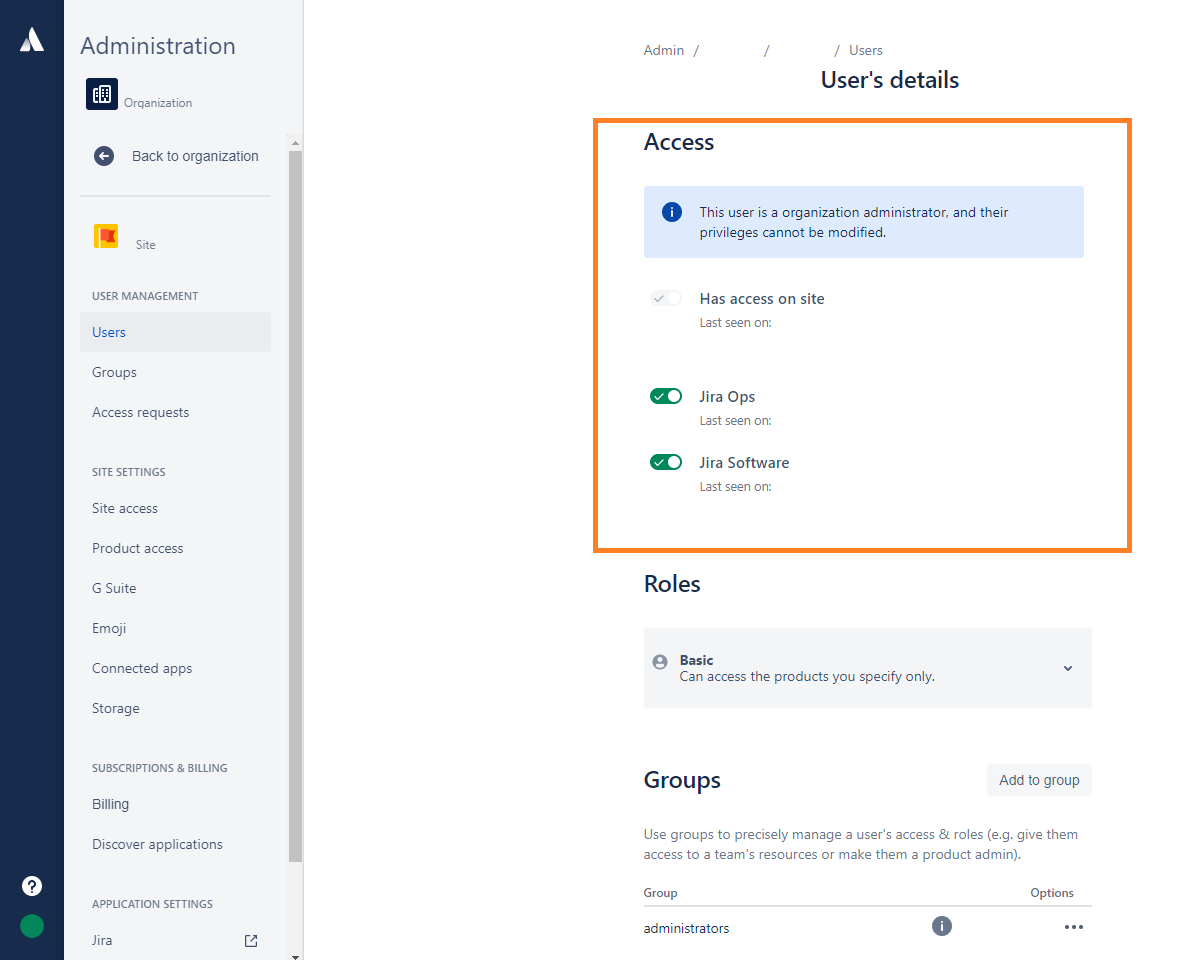 Administration
Organization
Back to organization
Site
USER MANAGEMENT
Users
Groups
Access requests
SITE SETTINGS
Site access
Product access
G Suite
Emoji
Connected apps
Storage
SUBSCRIPTIONS & BILLING
Billing
Discover applications
APPLICATION SETTINGS
Jira
Admin / / / Users
User's details
Access
This user is a organization administrator, and their
privileges cannot be modified.
Has access on site
Last seen on:
Jira Ops
Last seen on:
Jira Software
Last seen on:
Roles
Basic
Can access the products you specify only.
Groups
Add to group
Use groups to precisely manage a user's access & roles (e.g. give them
access to a team's resources or make them a product admin).
Group Options
administrators